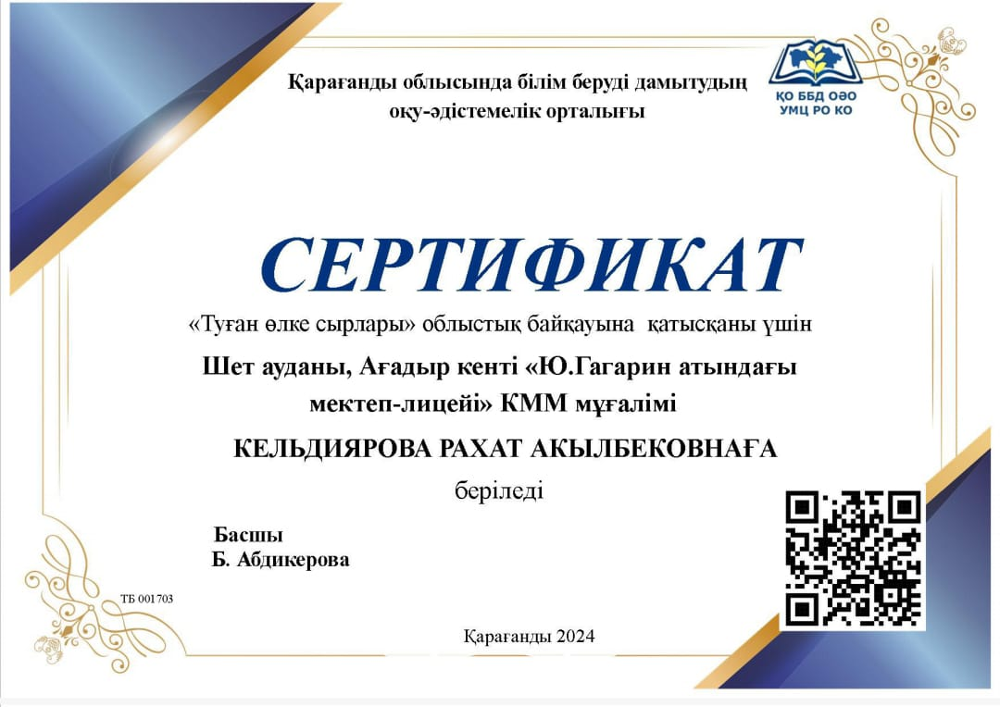 Қарағанды облысында білім беруді дамытудың
оқу-әдістемелік орталығы
ҚО ББД ОӘО
УМЦ РО КО
СЕРТИФИКАТ
«Туған өлке сырлары» облыстық байқауына қатысқаны үшін
Шет ауданы, Ағадыр кенті «Ю.Гагарин атындағы
мектеп-лицейі» КММ мұғалімі
КЕЛЬДИЯРОВА РАХАТ АКЫЛБЕКОВНАҒА
беріледі
Басшы
Б. Абдикерова
ТБ 001703
Қарағанды 2024